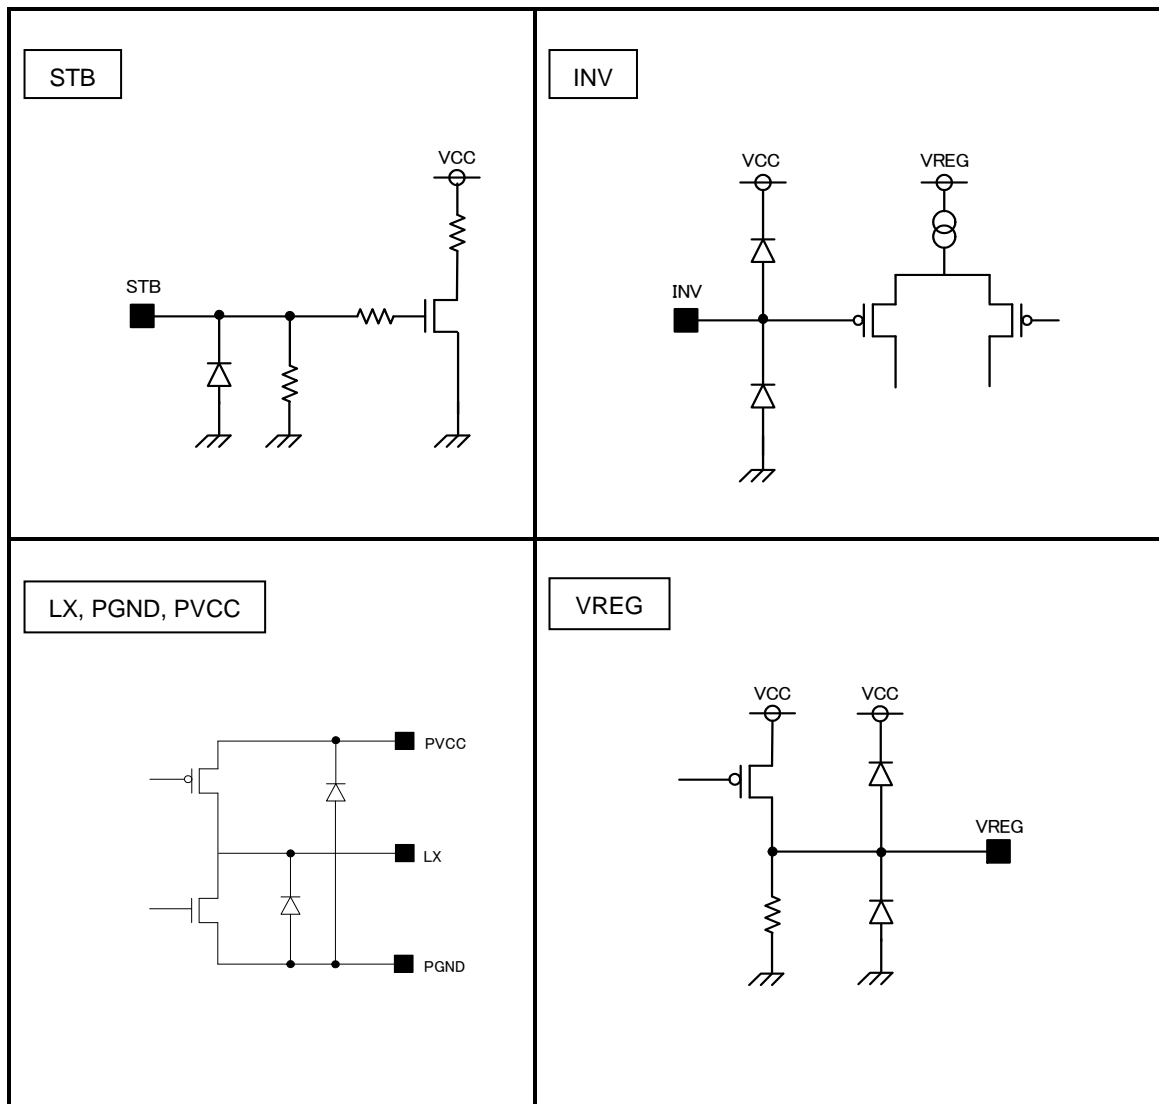 STB
VCC
STB
INV
VCC
VREG
INV
LX, PGND, PVCC
PVCC
LX
PGND
VREG
VCC
VCC
VREG